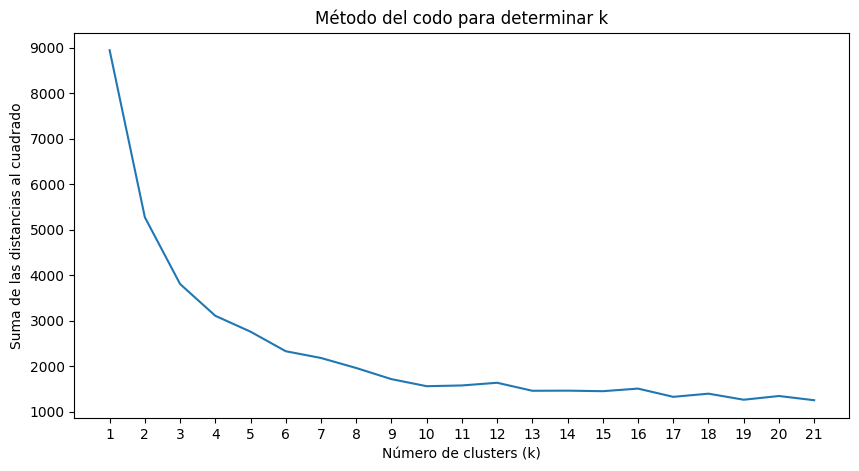 Método del codo para determinar k
Suma de las distancias al cuadrado
9000
8000
7000
6000
5000
4000
3000
2000
1000
1 2 3 4 5 6 7 8 9 10 11 12 13 14 15 16 17 18 19 20 21
Número de clusters (k)